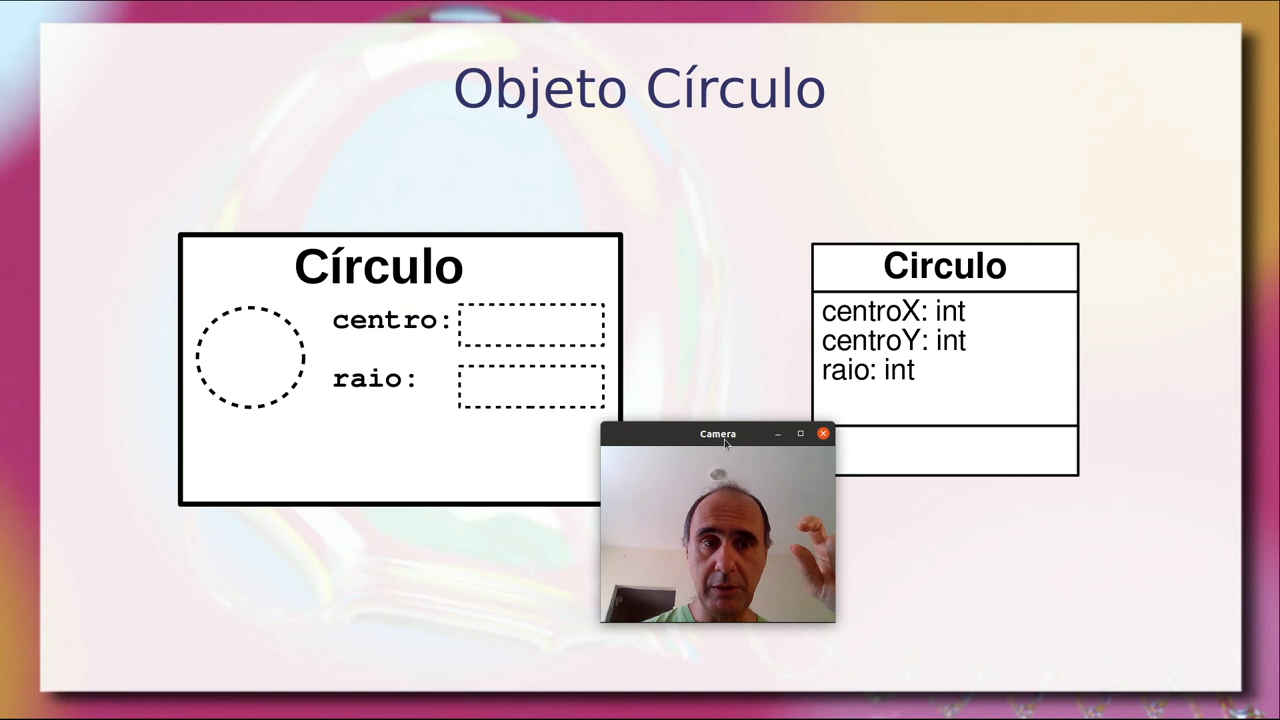 Objeto Círculo
Círculo
centro:
raio:
Circulo
centroX: int
centroY: int
raio: int
Camera